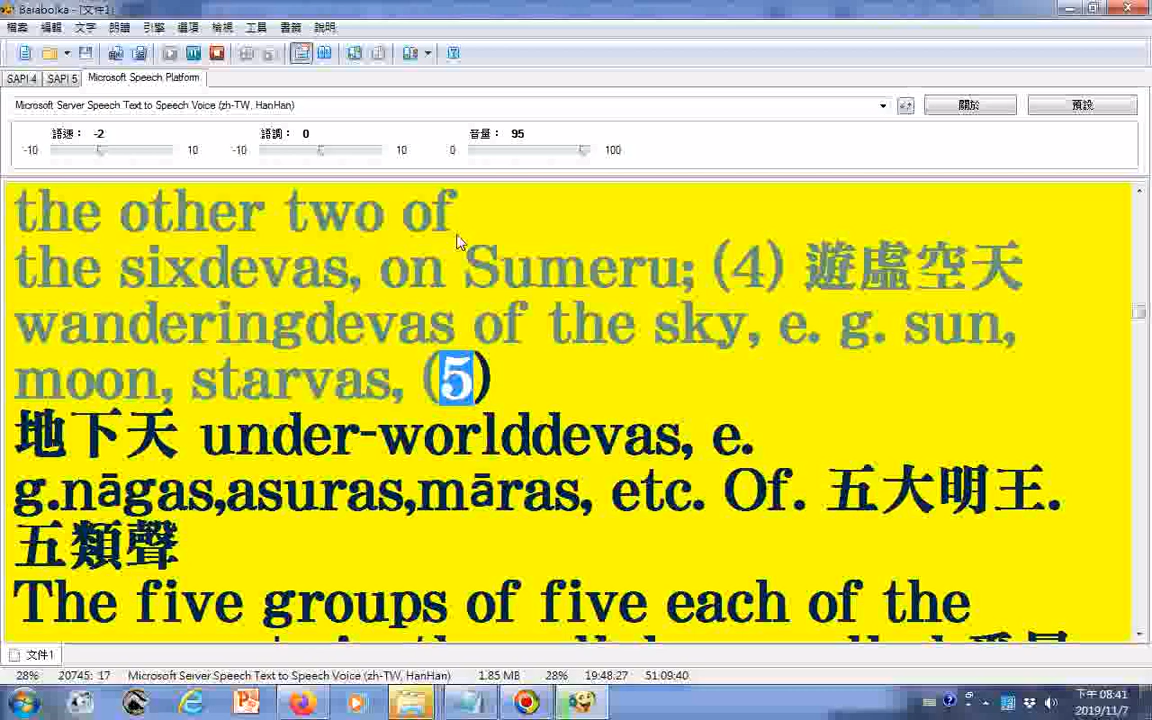 Balabolka - [文件1]
檔案 編輯 文字 朗讀 引擎 選項 檢視 工具 書籤 說明
SAPI 4 SAPI 5 Microsoft Speech Platform
Microsoft Server Speech Text to Speech Voice (zh-TW, HanHan) 關於 預設
語速： -2 語調： 0 音量： 95
-10 10 -10 10 0 100
the other two of
the sixdevas, on Sumeru; (4) 遊虛空天
wanderingdevas of the sky, e. g. sun,
moon, starvas, (5)
地下天 under-worlddevas, e.
g.nāgas,asuras,māras, etc. Of. 五大明王.
五類聲
The five groups of five each of the
文件1
28% 20745: 17 Microsoft Server Speech Text to Speech Voice (zh-TW, HanHan) 1.85 MB 28% 19:48.27 51:09:40
下午 08:41
2019/11/7